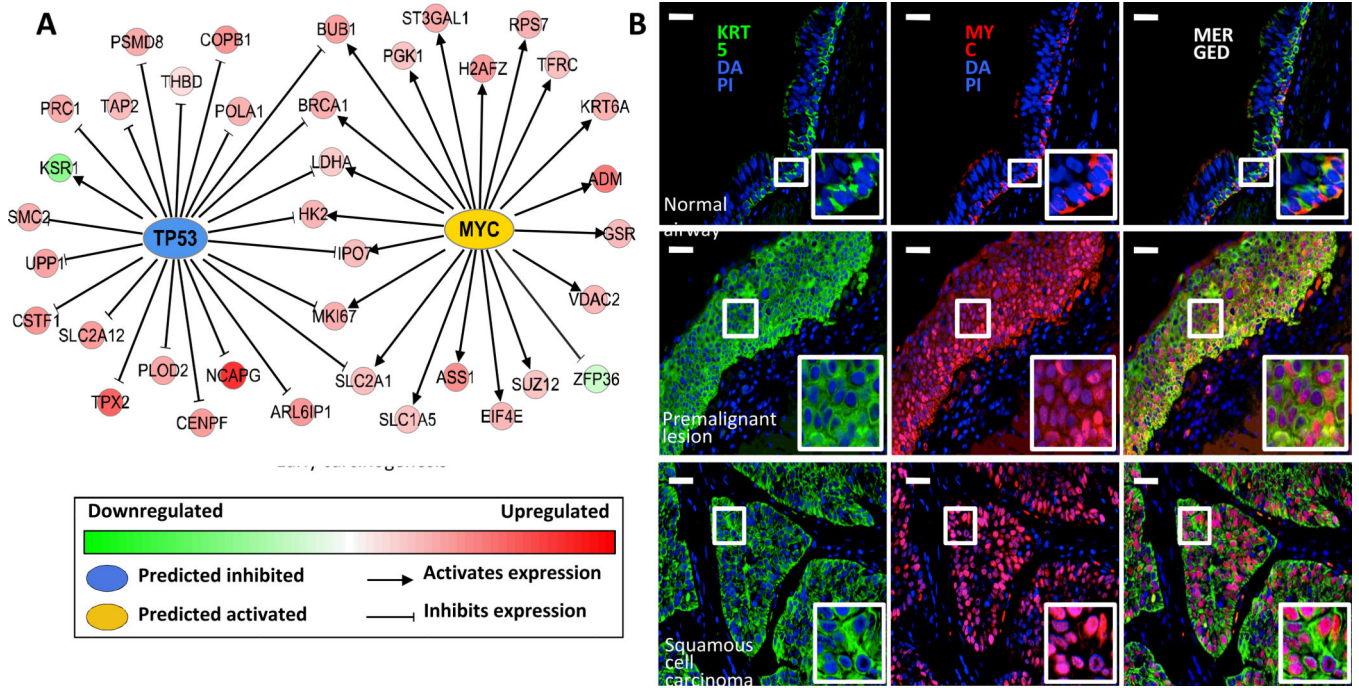 A
PSMD8
COPB1
BUB1
ST3GAL1
RPS7
THBD
PGK1
H2AFZ
TFRC
PRC1
TAP2
POLA1
BRCA1
KRT6A
KSR1
LDHA
ADM
SMC2
HK2
GSR
TP53
MYC
UPP1
IPO7
VDAC2
CSTF1
SLC2A12
MKI67
PLOD2
NCAPG
SLC2A1
ASS1
SUZ12
ZFP36
TPX2
CENPF
ARL6IP1
SLC1A5
EIF4E
Early carcinogenesis
Downregulated
Upregulated
Predicted inhibited
Activates expression
Predicted activated
Inhibits expression
B
KRT
5
DA
PI
MY
C
DA
PI
MER
GED
Normal
airway
Premalignant
lesion
Squamous
cell
carcinoma